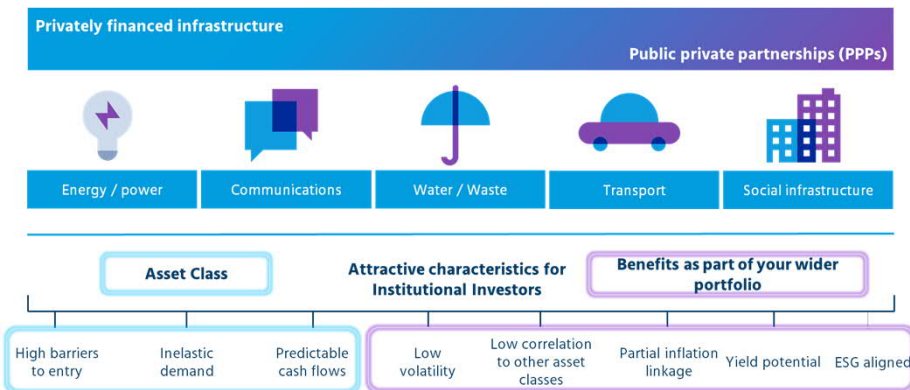 Privately financed infrastructure
Public private partnerships (PPPs)
Energy / power
Communications
Water / Waste
Transport
Social infrastructure
Asset Class
Attractive characteristics for
Institutional Investors
Benefits as part of your wider
portfolio
High barriers
to entry
Inelastic
demand
Predictable
cash flows
Low
volatility
Low correlation
to other asset
classes
Partial inflation
linkage
Yield potential
ESG aligned